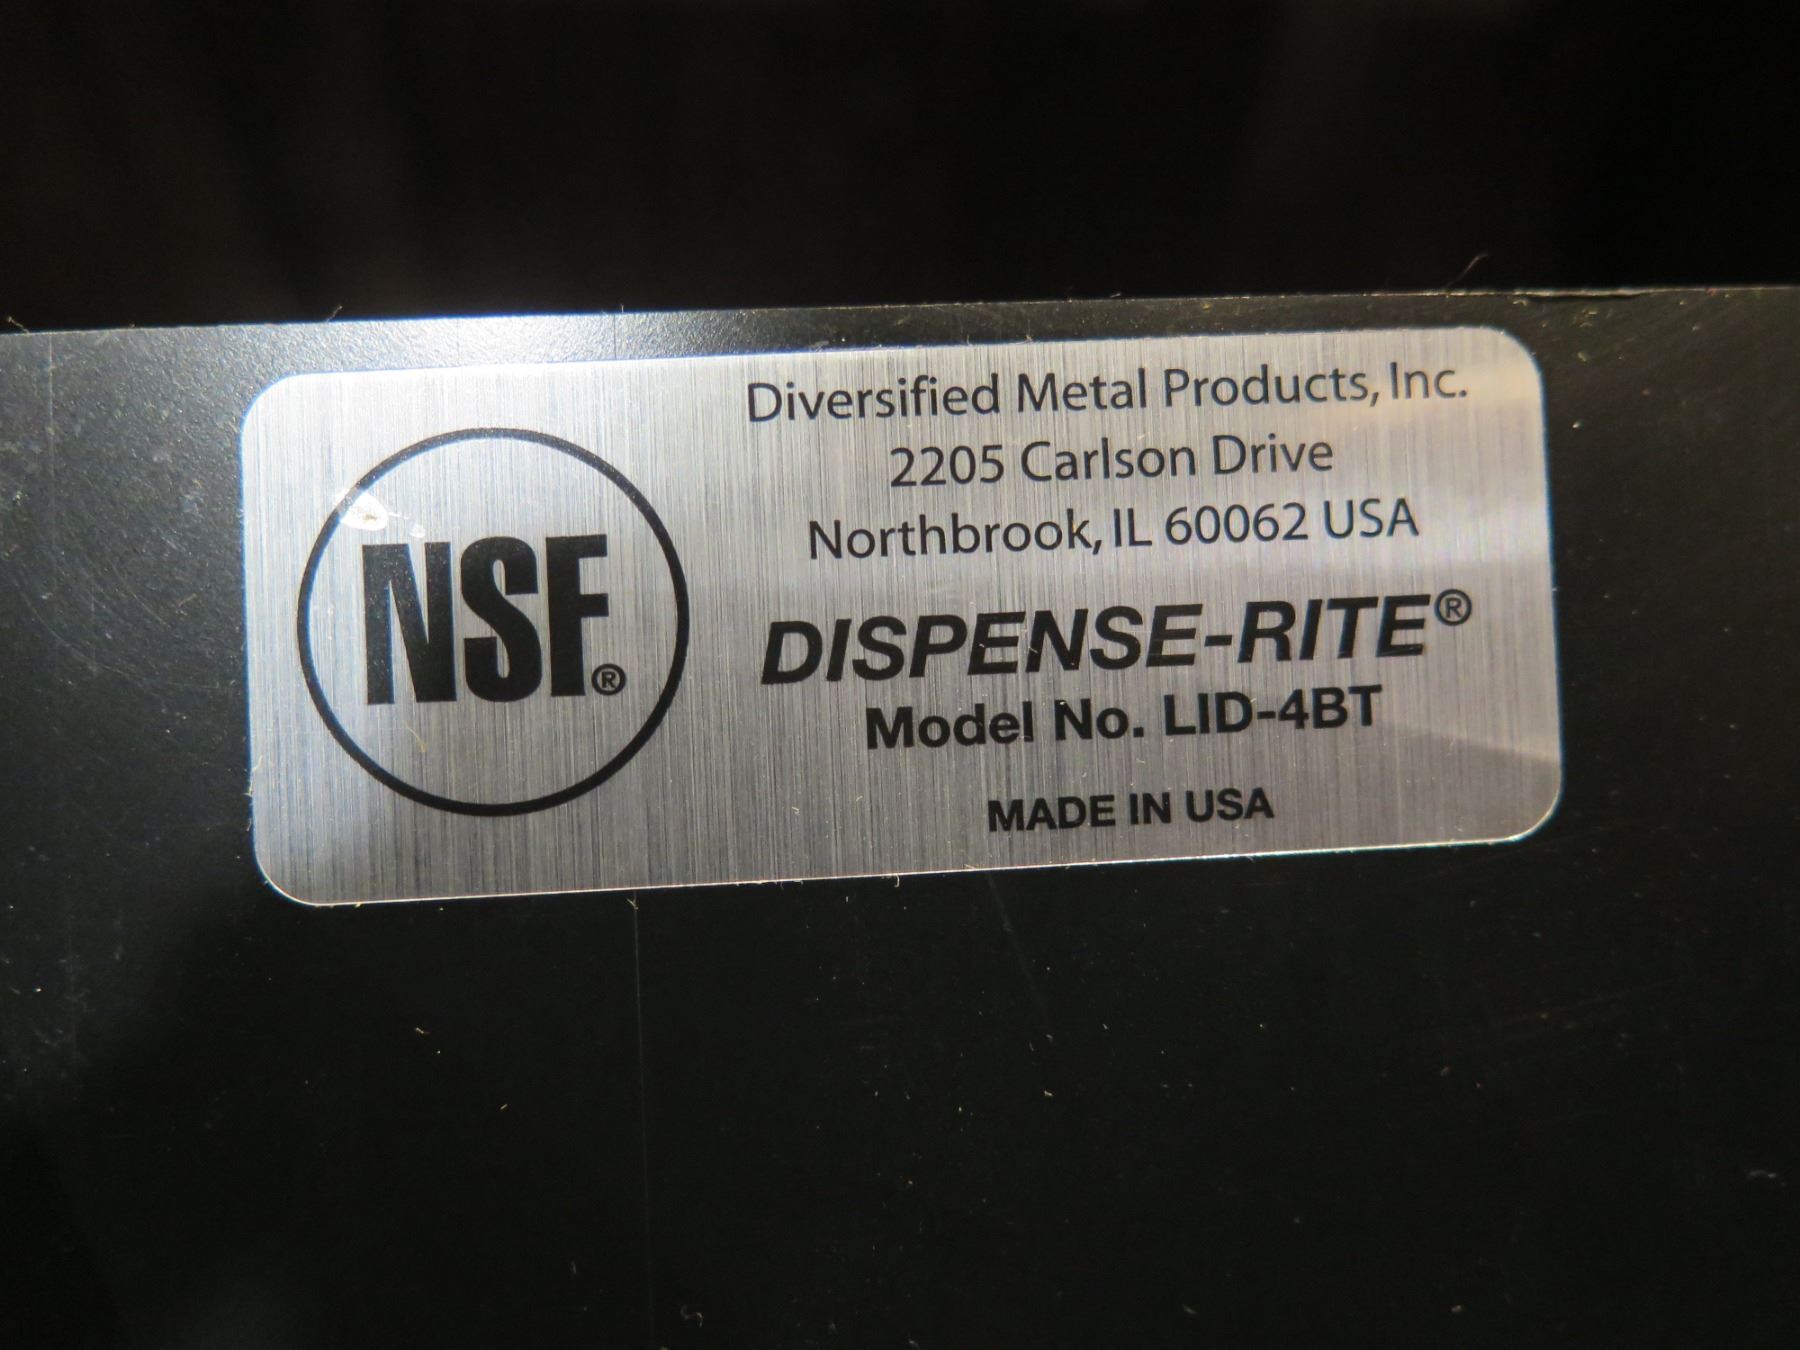 NSF®
Diversified Metal Products, Inc.
2205 Carlson Drive
Northbrook, IL 60062 USA
DISPENSE-RITE®
Model No. LID-4BT
MADE IN USA